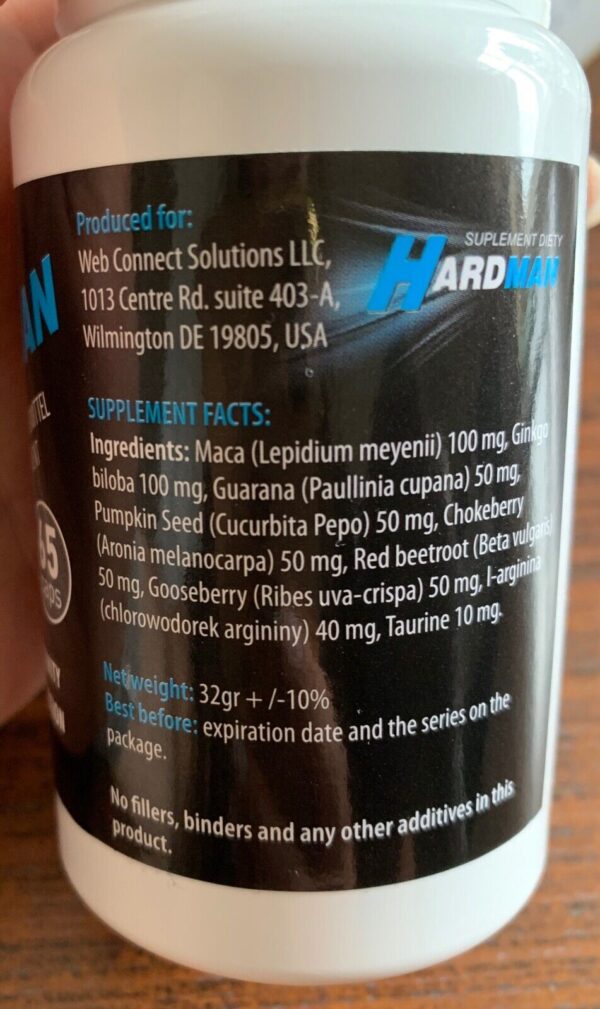 Produced for:
Web Connect Solutions LLC,
1013 Centre Rd. suite 403-A,
Wilmington DE 19805, USA
SUPLEMENT DIETY
HARDMAN
SUPPLEMENT FACTS:
Ingredients: Maca (Lepidium meyenii) 100 mg, Ginkgo
biloba 100 mg, Guarana (Paullinia cupana) 50 mg,
Pumpkin Seed (Cucurbita Pepo) 50 mg, Chokeberry
(Aronia melanocarpa) 50 mg, Red beetroot (Beta vulgaris)
50 mg, Gooseberry (Ribes uva-crispa) 50 mg, l-arginina
(chlorowodorek argininy) 40 mg, Taurine 10 mg.
Net weight: 32gr + /-10%
Best before: expiration date and the series on the
package.
No fillers, binders and any other additives in this
product.
AN